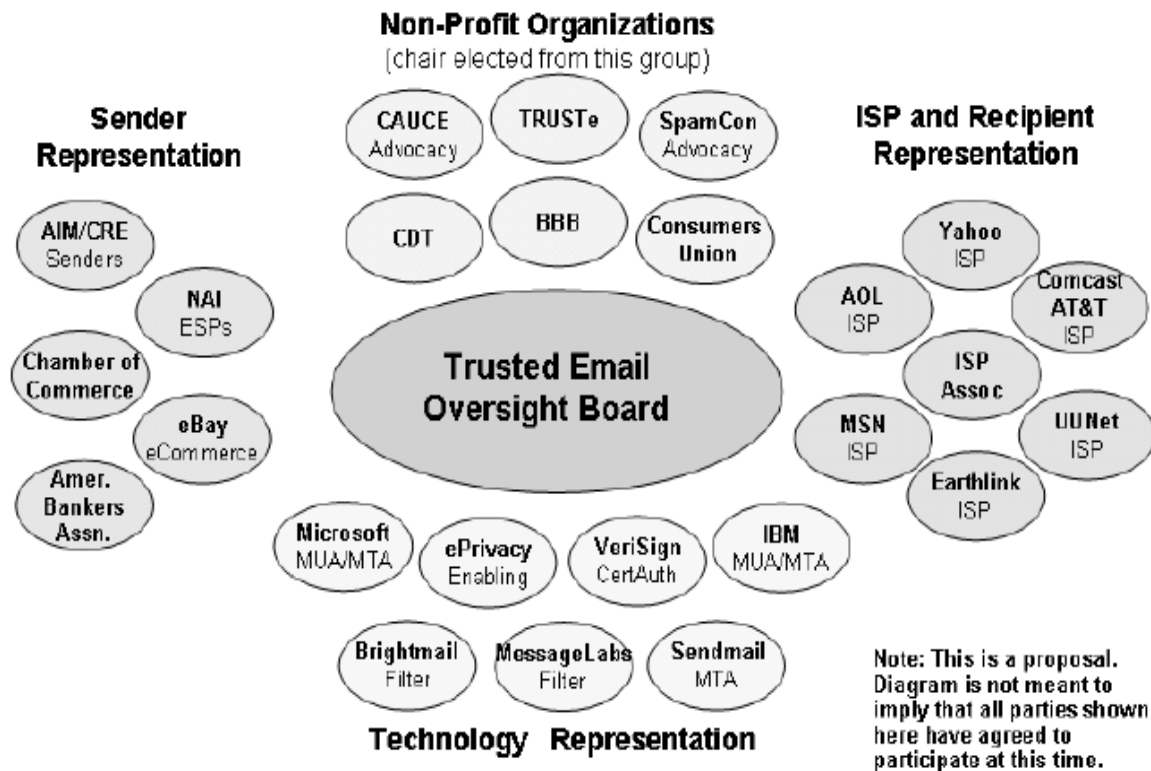 Non-Profit Organizations
(chair elected from this group)
CAUCE
Advocacy
TRUSTe
SpamCon
Advocacy
CDT
BBB
Consumers
Union
Sender
Representation
AIM/CRE
Senders
NAI
ESPs
Chamber of
Commerce
eBay
eCommerce
Amer.
Bankers
Assn.
Trusted Email
Oversight Board
ISP and Recipient
Representation
Yahoo
ISP
AOL
ISP
Comcast
AT&T
ISP
ISP
Assoc
MSN
ISP
UUNet
ISP
Earthlink
ISP
Microsoft
MUA/MTA
ePrivacy
Enabling
VeriSign
CertAuth
IBM
MUA/MTA
Brightmail
Filter
MessageLabs
Filter
Sendmail
MTA
Technology Representation
Note: This is a proposal.
Diagram is not meant to
imply that all parties shown
here have agreed to
participate at this time.